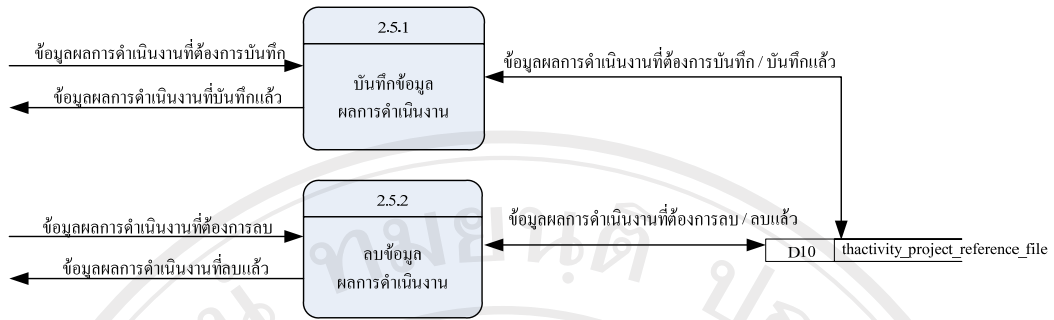 2.5.1
ข้อมูลผลการดำเนินงานที่ต้องการบันทึก
ข้อมูลผลการดำเนินงานที่บันทึกแล้ว
บันทึกข้อมูล
ผลการดำเนินงาน
ข้อมูลผลการดำเนินงานที่ต้องการบันทึก / บันทึกแล้ว
2.5.2
ข้อมูลผลการดำเนินงานที่ต้องการลบ
ข้อมูลผลการดำเนินงานที่ลบแล้ว
ลบข้อมูล
ผลการดำเนินงาน
ข้อมูลผลการดำเนินงานที่ต้องการลบ / ลบแล้ว
D10 thactivity_project_reference_file